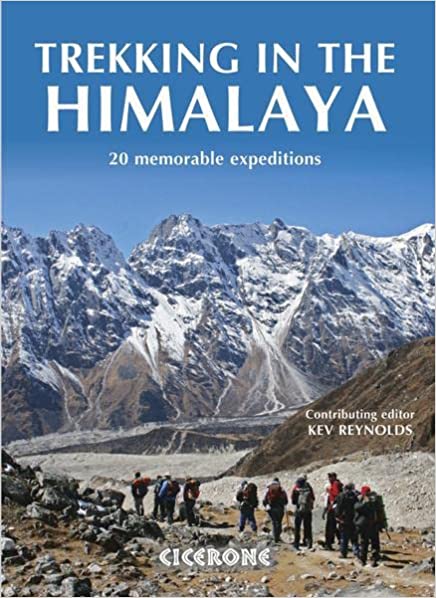 TREKKING IN THE
HIMALAYA
20 memorable expeditions
Contributing editor
KEV REYNOLDS
CICERONE